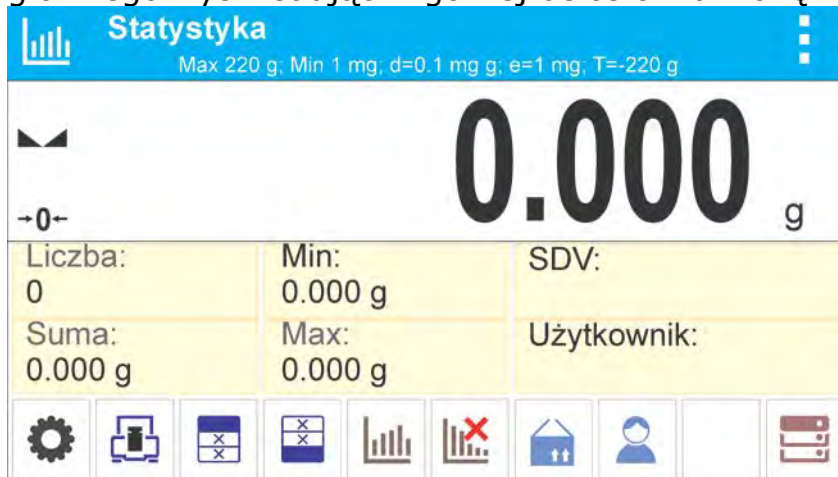 Statystyka
Max 220 g; Min 1 mg; d=0.1 mg g; e=1 mg; T=-220 g
0.000 g
→0←
Liczba: Min: SDV:
0 0.000 g
Suma: Max: Użytkownik:
0.000 g 0.000 g